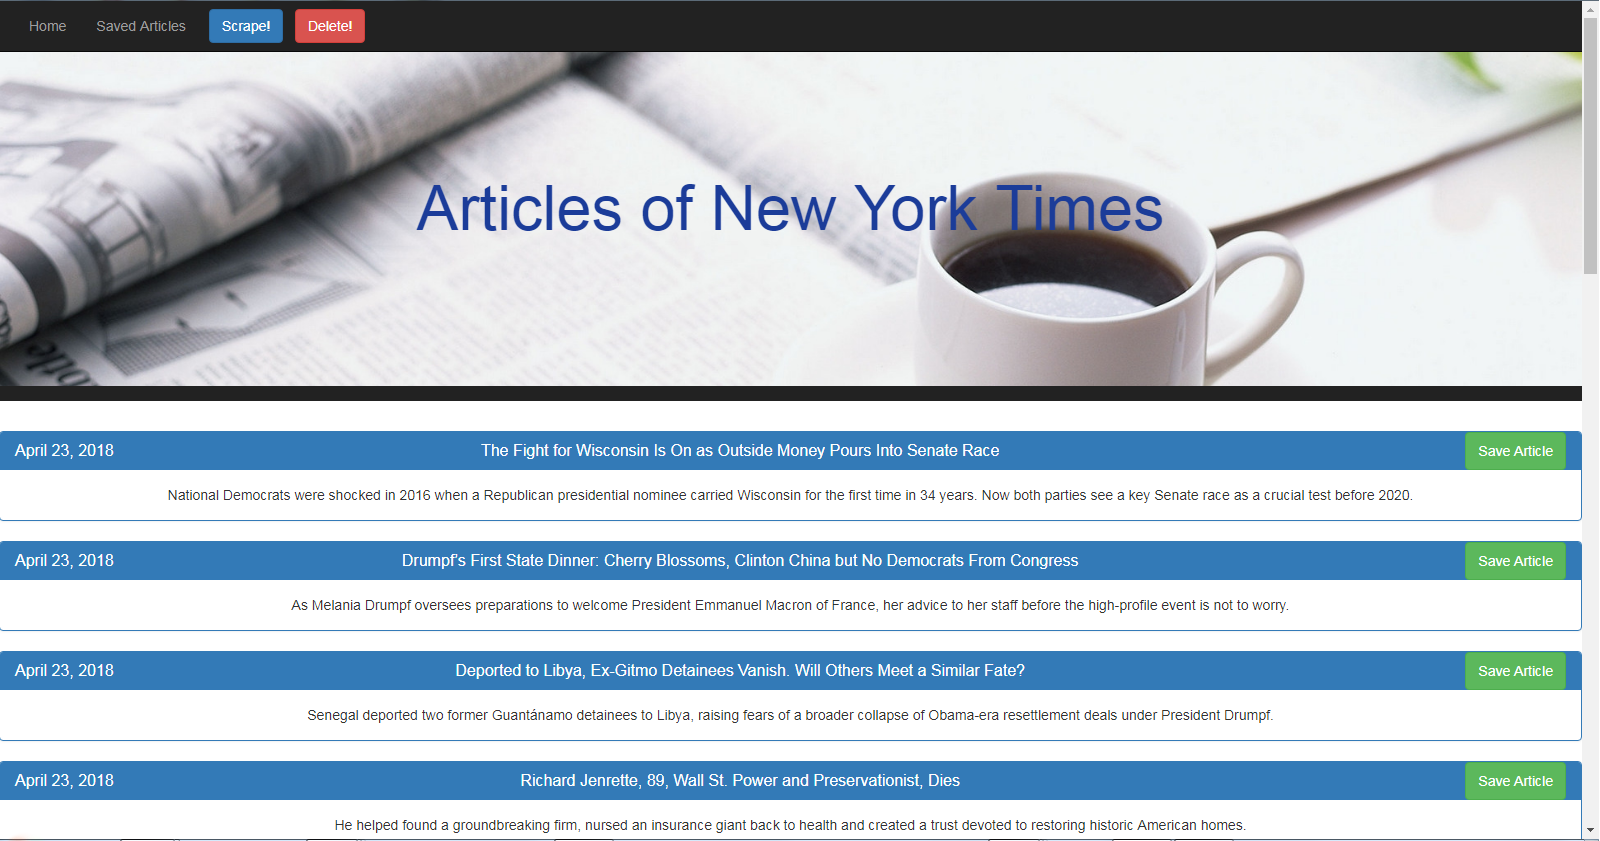 Home Saved Articles Scrape! Delete!
Articles of New York Times
April 23, 2018 The Fight for Wisconsin Is On as Outside Money Pours Into Senate Race Save Article
National Democrats were shocked in 2016 when a Republican presidential nominee carried Wisconsin for the first time in 34 years. Now both parties see a key Senate race as a crucial test before 2020.
April 23, 2018 Drumpf's First State Dinner: Cherry Blossoms, Clinton China but No Democrats From Congress Save Article
As Melania Drumpf oversees preparations to welcome President Emmanuel Macron of France, her advice to her staff before the high-profile event is not to worry.
April 23, 2018 Deported to Libya, Ex-Gitmo Detainees Vanish. Will Others Meet a Similar Fate? Save Article
Senegal deported two former Guantánamo detainees to Libya, raising fears of a broader collapse of Obama-era resettlement deals under President Drumpf.
April 23, 2018 Richard Jenrette, 89, Wall St. Power and Preservationist, Dies Save Article
He helped found a groundbreaking firm, nursed an insurance giant back to health and created a trust devoted to restoring historic American homes.